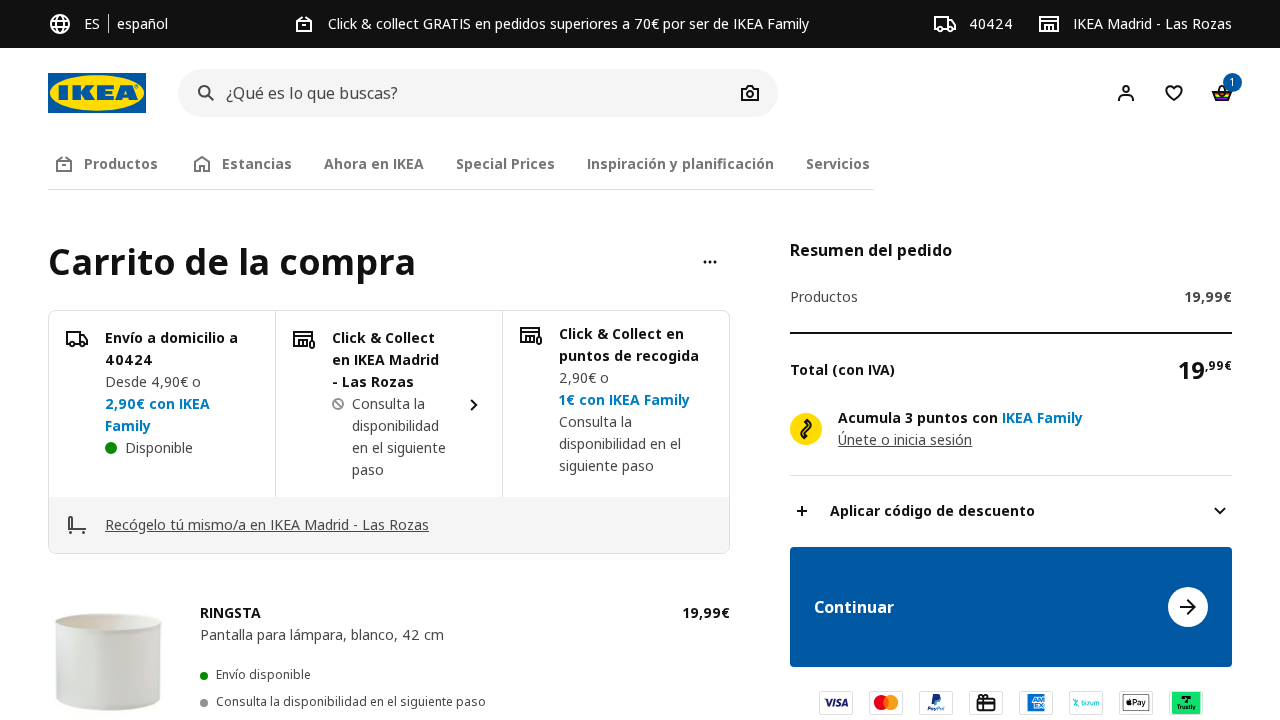 ES español
Click & collect GRATIS en pedidos superiores a 70€ por ser de IKEA Family
40424
IKEA Madrid - Las Rozas
IKEA
¿Qué es lo que buscas?
1
Productos
Estancias
Ahora en IKEA
Special Prices
Inspiración y planificación
Servicios
Carrito de la compra
Envío a domicilio a
40424
Desde 4,90€ o
2,90€ con IKEA
Family
Disponible
Click & Collect
en IKEA Madrid
- Las Rozas
Consulta la
disponibilidad
en el siguiente
paso
Click & Collect en
puntos de recogida
2,90€ o
1€ con IKEA Family
Consulta la
disponibilidad en el
siguiente paso
Recógelo tú mismo/a en IKEA Madrid - Las Rozas
RINGSTA
19,99€
Pantalla para lámpara, blanco, 42 cm
Envío disponible
Consulta la disponibilidad en el siguiente paso
Resumen del pedido
Productos
19,99€
Total (con IVA)
19,99€
Acumula 3 puntos con IKEA Family
Únete o inicia sesión
Aplicar código de descuento
Continuar
VISA
PayPal
AM
EX
bizum
Pay
Trustly